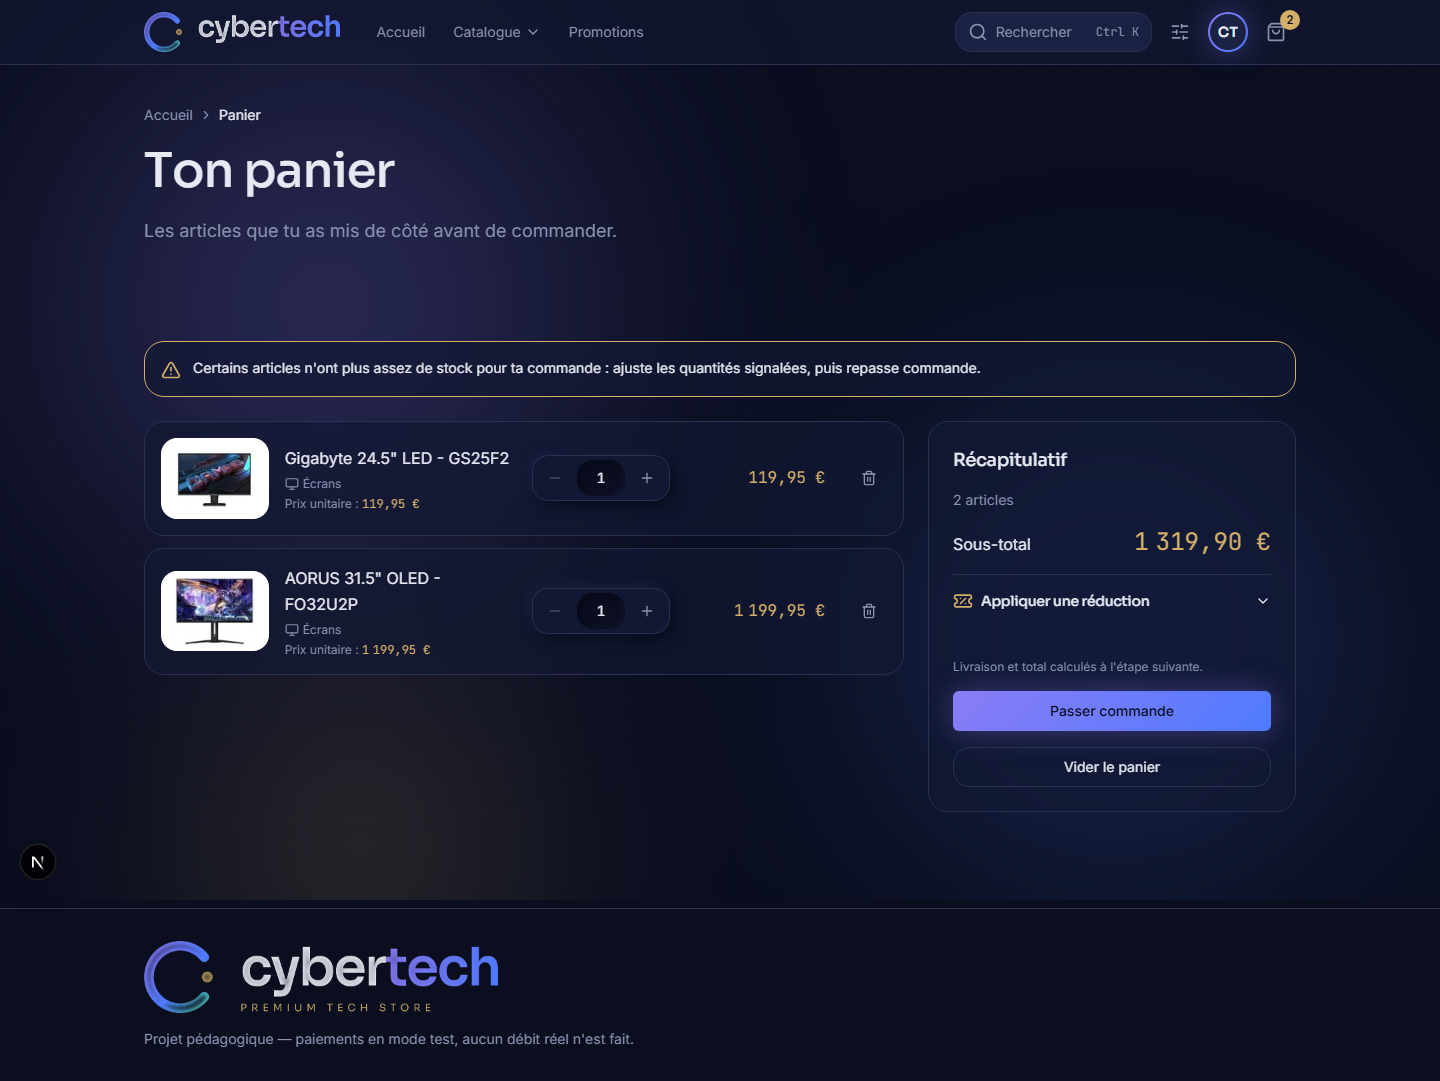 cybertech
Accueil
Catalogue
Promotions
Rechercher
Ctrl K
CT
2
Accueil > Panier
Ton panier
Les articles que tu as mis de côté avant de commander.
Certains articles n'ont plus assez de stock pour ta commande : ajuste les quantités signalées, puis repasse commande.
Gigabyte 24.5" LED - GS25F2
Écrans
Prix unitaire : 119,95 €
1
119,95 €
AORUS 31.5" OLED -
FO32U2P
Écrans
Prix unitaire : 1 199,95 €
1
1 199,95 €
Récapitulatif
2 articles
Sous-total
1 319,90 €
Appliquer une réduction
Livraison et total calculés à l'étape suivante.
Passer commande
Vider le panier
N
cybertech
PREMIUM TECH STORE
Projet pédagogique — paiements en mode test, aucun débit réel n'est fait.